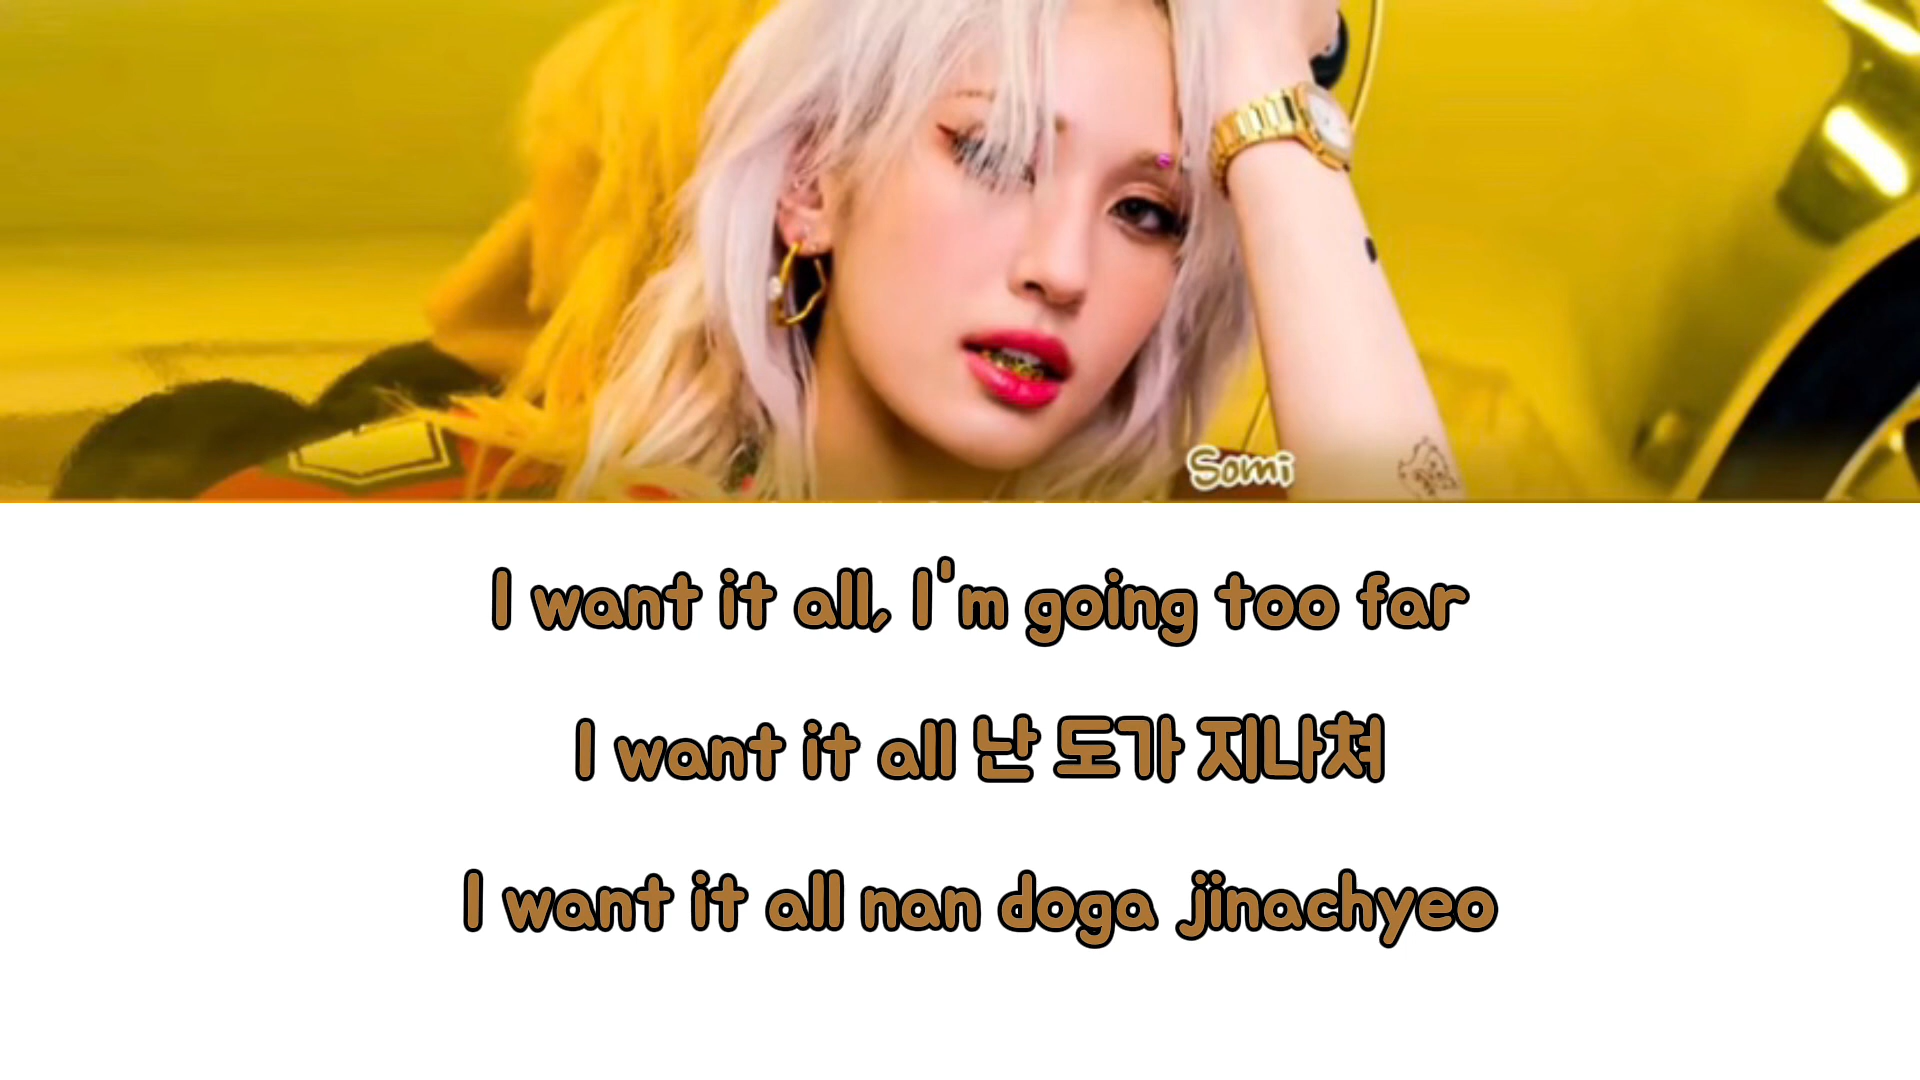 Somi
I want it all, I'm going too far
I want it all 난 도가 지나쳐
I want it all nan doga jinachyeo